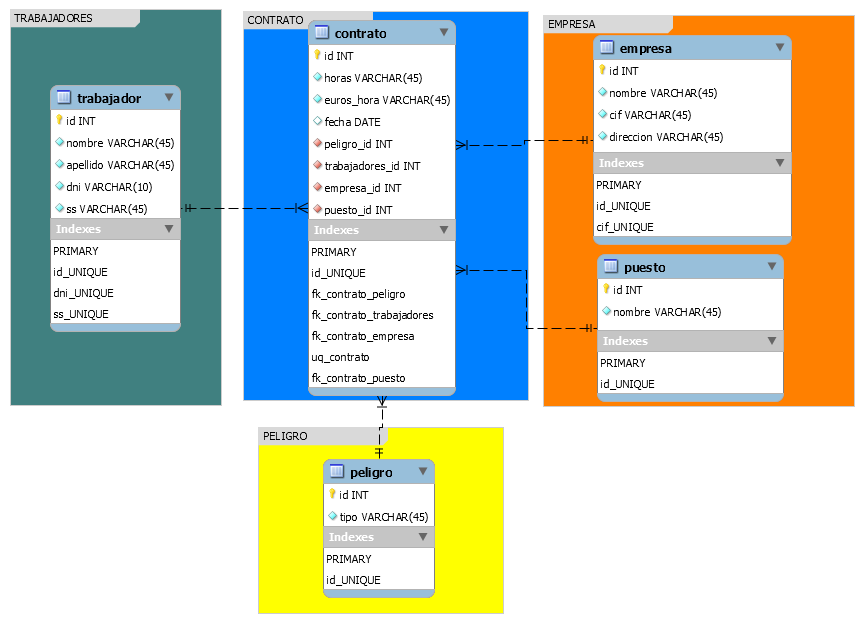 TRABAJADORES
trabajador
id INT
nombre VARCHAR(45)
apellido VARCHAR(45)
dni VARCHAR(10)
ss VARCHAR(45)
Indexes
PRIMARY
id_UNIQUE
dni_UNIQUE
ss_UNIQUE
CONTRATO
contrato
id INT
horas VARCHAR(45)
euros_hora VARCHAR(45)
fecha DATE
peligro_id INT
trabajadores_id INT
empresa_id INT
puesto_id INT
Indexes
PRIMARY
id_UNIQUE
fk_contrato_peligro
fk_contrato_trabajadores
fk_contrato_empresa
uq_contrato
fk_contrato_puesto
EMPRESA
empresa
id INT
nombre VARCHAR(45)
cif VARCHAR(45)
direccion VARCHAR(45)
Indexes
PRIMARY
id_UNIQUE
cif_UNIQUE
puesto
id INT
nombre VARCHAR(45)
Indexes
PRIMARY
id_UNIQUE
PELIGRO
peligro
id INT
tipo VARCHAR(45)
Indexes
PRIMARY
id_UNIQUE